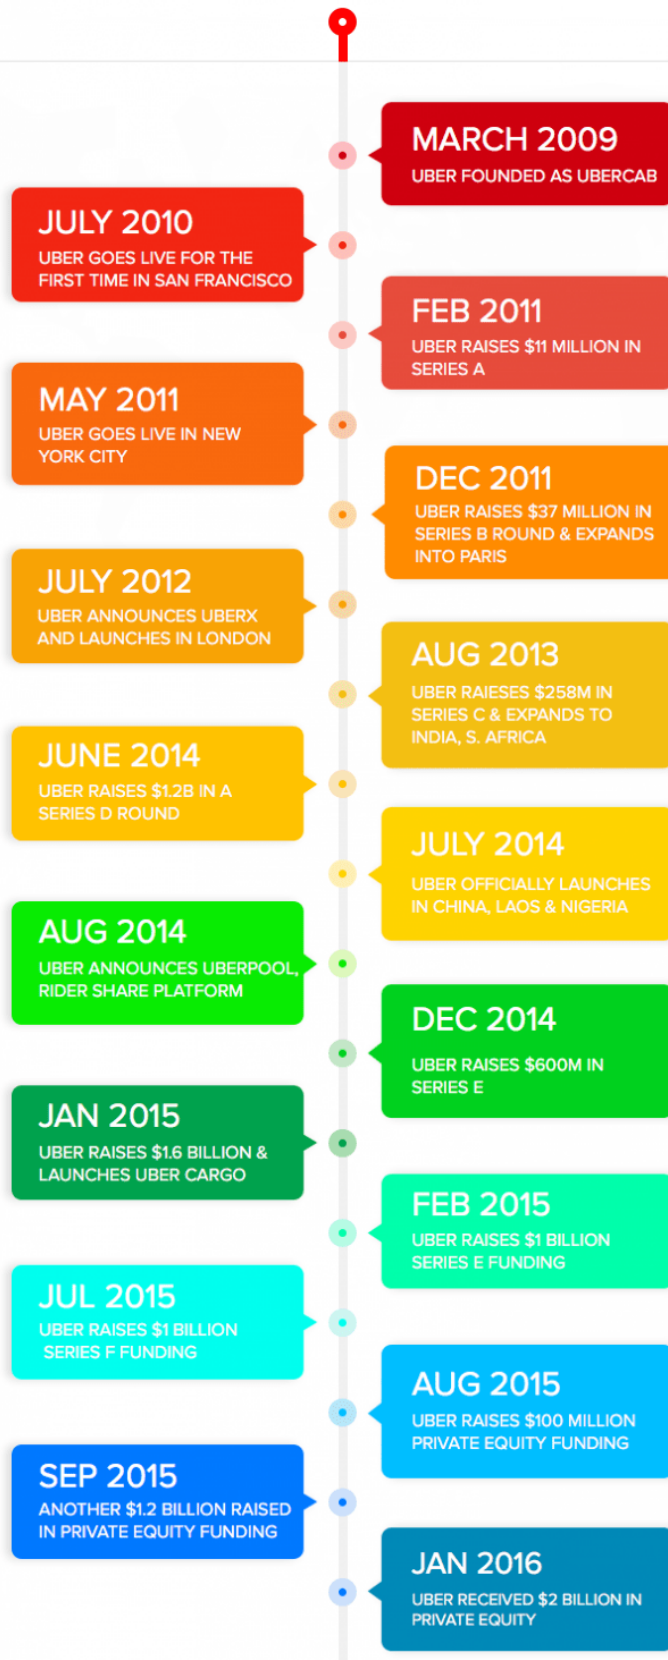 MARCH 2009
UBER FOUNDED AS UBERCAB
JULY 2010
UBER GOES LIVE FOR THE
FIRST TIME IN SAN FRANCISCO
FEB 2011
UBER RAISES $11 MILLION IN
SERIES A
MAY 2011
UBER GOES LIVE IN NEW
YORK CITY
DEC 2011
UBER RAISES $37 MILLION IN
SERIES B ROUND & EXPANDS
INTO PARIS
JULY 2012
UBER ANNOUNCES UBERX
AND LAUNCHES IN LONDON
AUG 2013
UBER RAIESES $258M IN
SERIES C & EXPANDS TO
INDIA, S. AFRICA
JUNE 2014
UBER RAISES $1.2B IN A
SERIES D ROUND
JULY 2014
UBER OFFICIALLY LAUNCHES
IN CHINA, LAOS & NIGERIA
AUG 2014
UBER ANNOUNCES UBERPOOL,
RIDER SHARE PLATFORM
DEC 2014
UBER RAISES $600M IN
SERIES E
JAN 2015
UBER RAISES $1.6 BILLION &
LAUNCHES UBER CARGO
FEB 2015
UBER RAISES $1 BILLION
SERIES E FUNDING
JUL 2015
UBER RAISES $1 BILLION
SERIES F FUNDING
AUG 2015
UBER RAISES $100 MILLION
PRIVATE EQUITY FUNDING
SEP 2015
ANOTHER $1.2 BILLION RAISED
IN PRIVATE EQUITY FUNDING
JAN 2016
UBER RECEIVED $2 BILLION IN
PRIVATE EQUITY